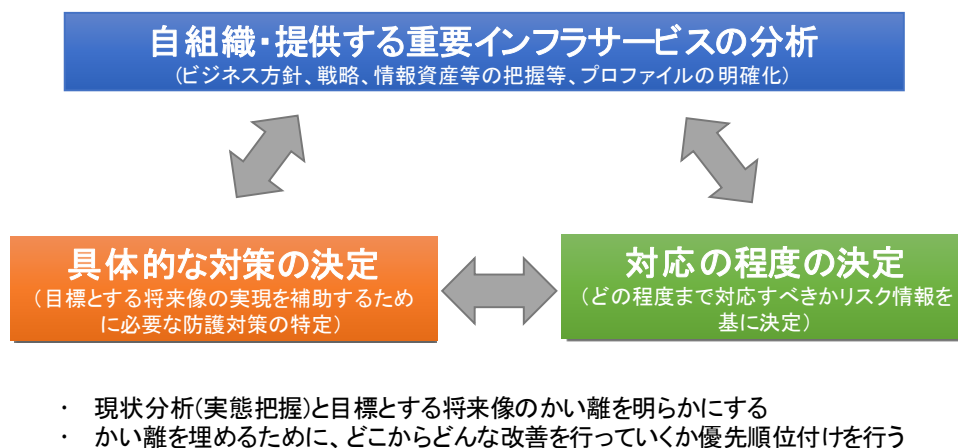 自組織・提供する重要インフラサービスの分析
(ビジネス方針、戦略、情報資産等の把握等、プロファイルの明確化)
具体的な対策の決定
(目標とする将来像の実現を補助するため
に必要な防護対策の特定)
対応の程度の決定
(どの程度まで対応すべきかリスク情報を
基に決定)
・ 現状分析(実態把握)と目標とする将来像のかい離を明らかにする
・ かい離を埋めるために、どこからどんな改善を行っていくか優先順位付けを行う